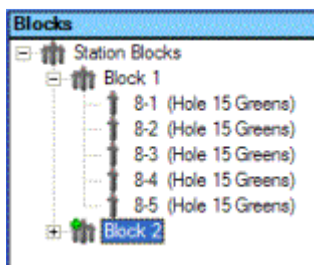 Blocks
Station Blocks
Block 1
8-1 (Hole 15 Greens)
8-2 (Hole 15 Greens)
8-3 (Hole 15 Greens)
8-4 (Hole 15 Greens)
8-5 (Hole 15 Greens)
Block 2